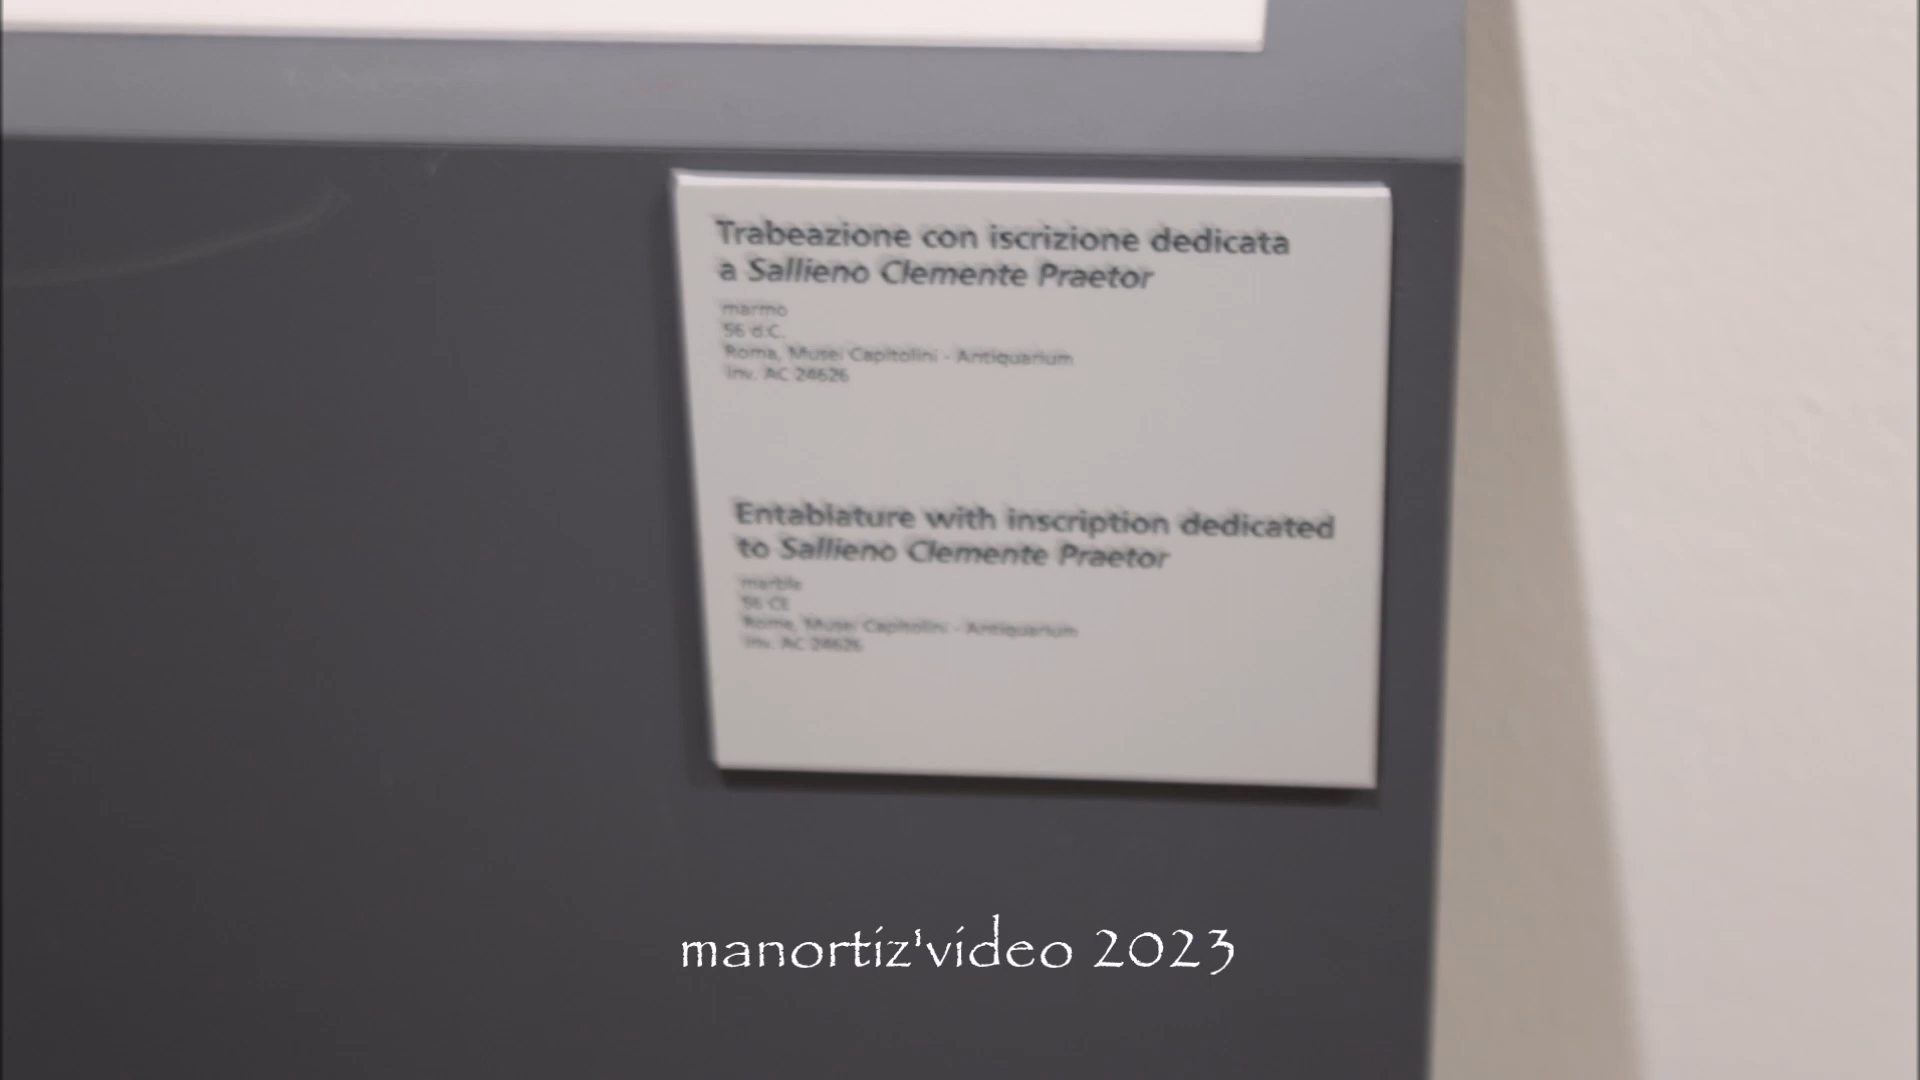 Trabeazione con iscrizione dedicata
a Sallieno Clemente Praetor
marmo
56 d.C.
Roma, Musei Capitolini - Antiquarium
inv. AC 24626
Entablature with inscription dedicated
to Sallieno Clemente Praetor
marble
56 CE
Rome, Musei Capitolini - Antiquarium
inv. AC 24626
manortiz'video 2023